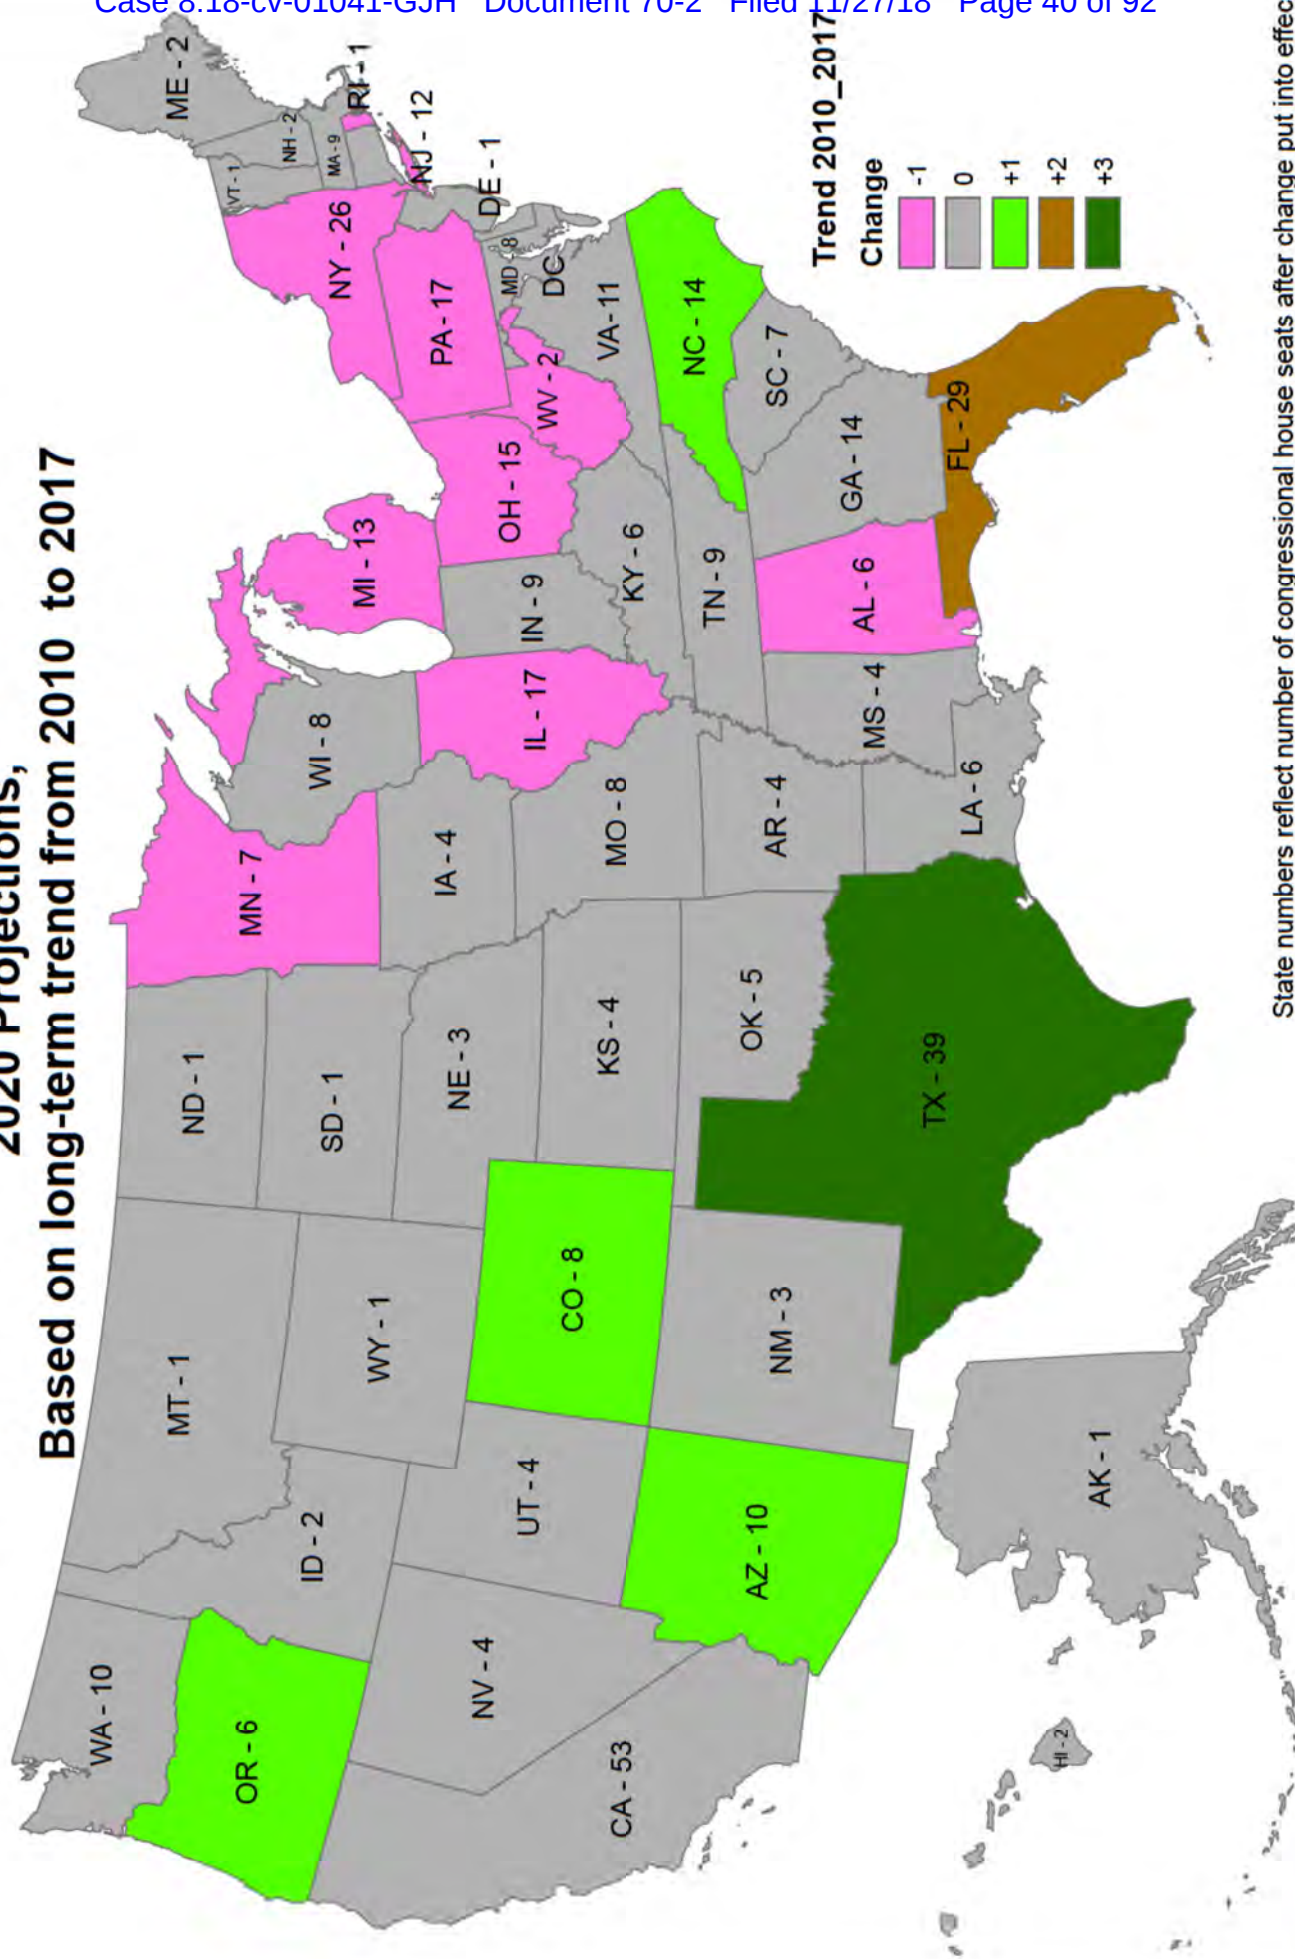 Case 8:18-cv-01041-GJH Document 70-2 Filed 11/27/18 Page 40 of 92
2020 Projections,
Based on long-term trend from 2010 to 2017
WA - 10
OR - 6
CA - 53
NV - 4
ID - 2
MT - 1
WY - 1
UT - 4
AZ - 10
CO - 8
NM - 3
ND - 1
SD - 1
NE - 3
KS - 4
OK - 5
TX - 39
MN - 7
IA - 4
MO - 8
AR - 4
LA - 6
WI - 8
IL - 17
MS - 4
MI - 13
IN - 9
KY - 6
TN - 9
AL - 6
OH - 15
WV - 2
GA - 14
FL - 29
SC - 7
NC - 14
VA - 11
PA - 17
NY - 26
MD - 8
DC
DE - 1
NJ - 12
VT - 1
NH - 2
MA - 9
RI - 1
ME - 2
AK - 1
HI - 2
Trend 2010_2017
Change
-1
0
+1
+2
+3
State numbers reflect number of congressional house seats after change put into effec